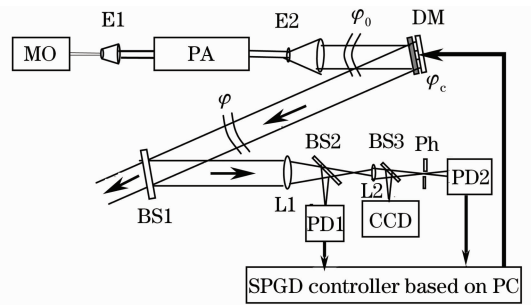 E1
E2
φ₀
DM
MO
PA
φc
φ
BS2
BS3
Ph
PD2
L1
L2
BS1
PD1
CCD
SPGD controller based on PC